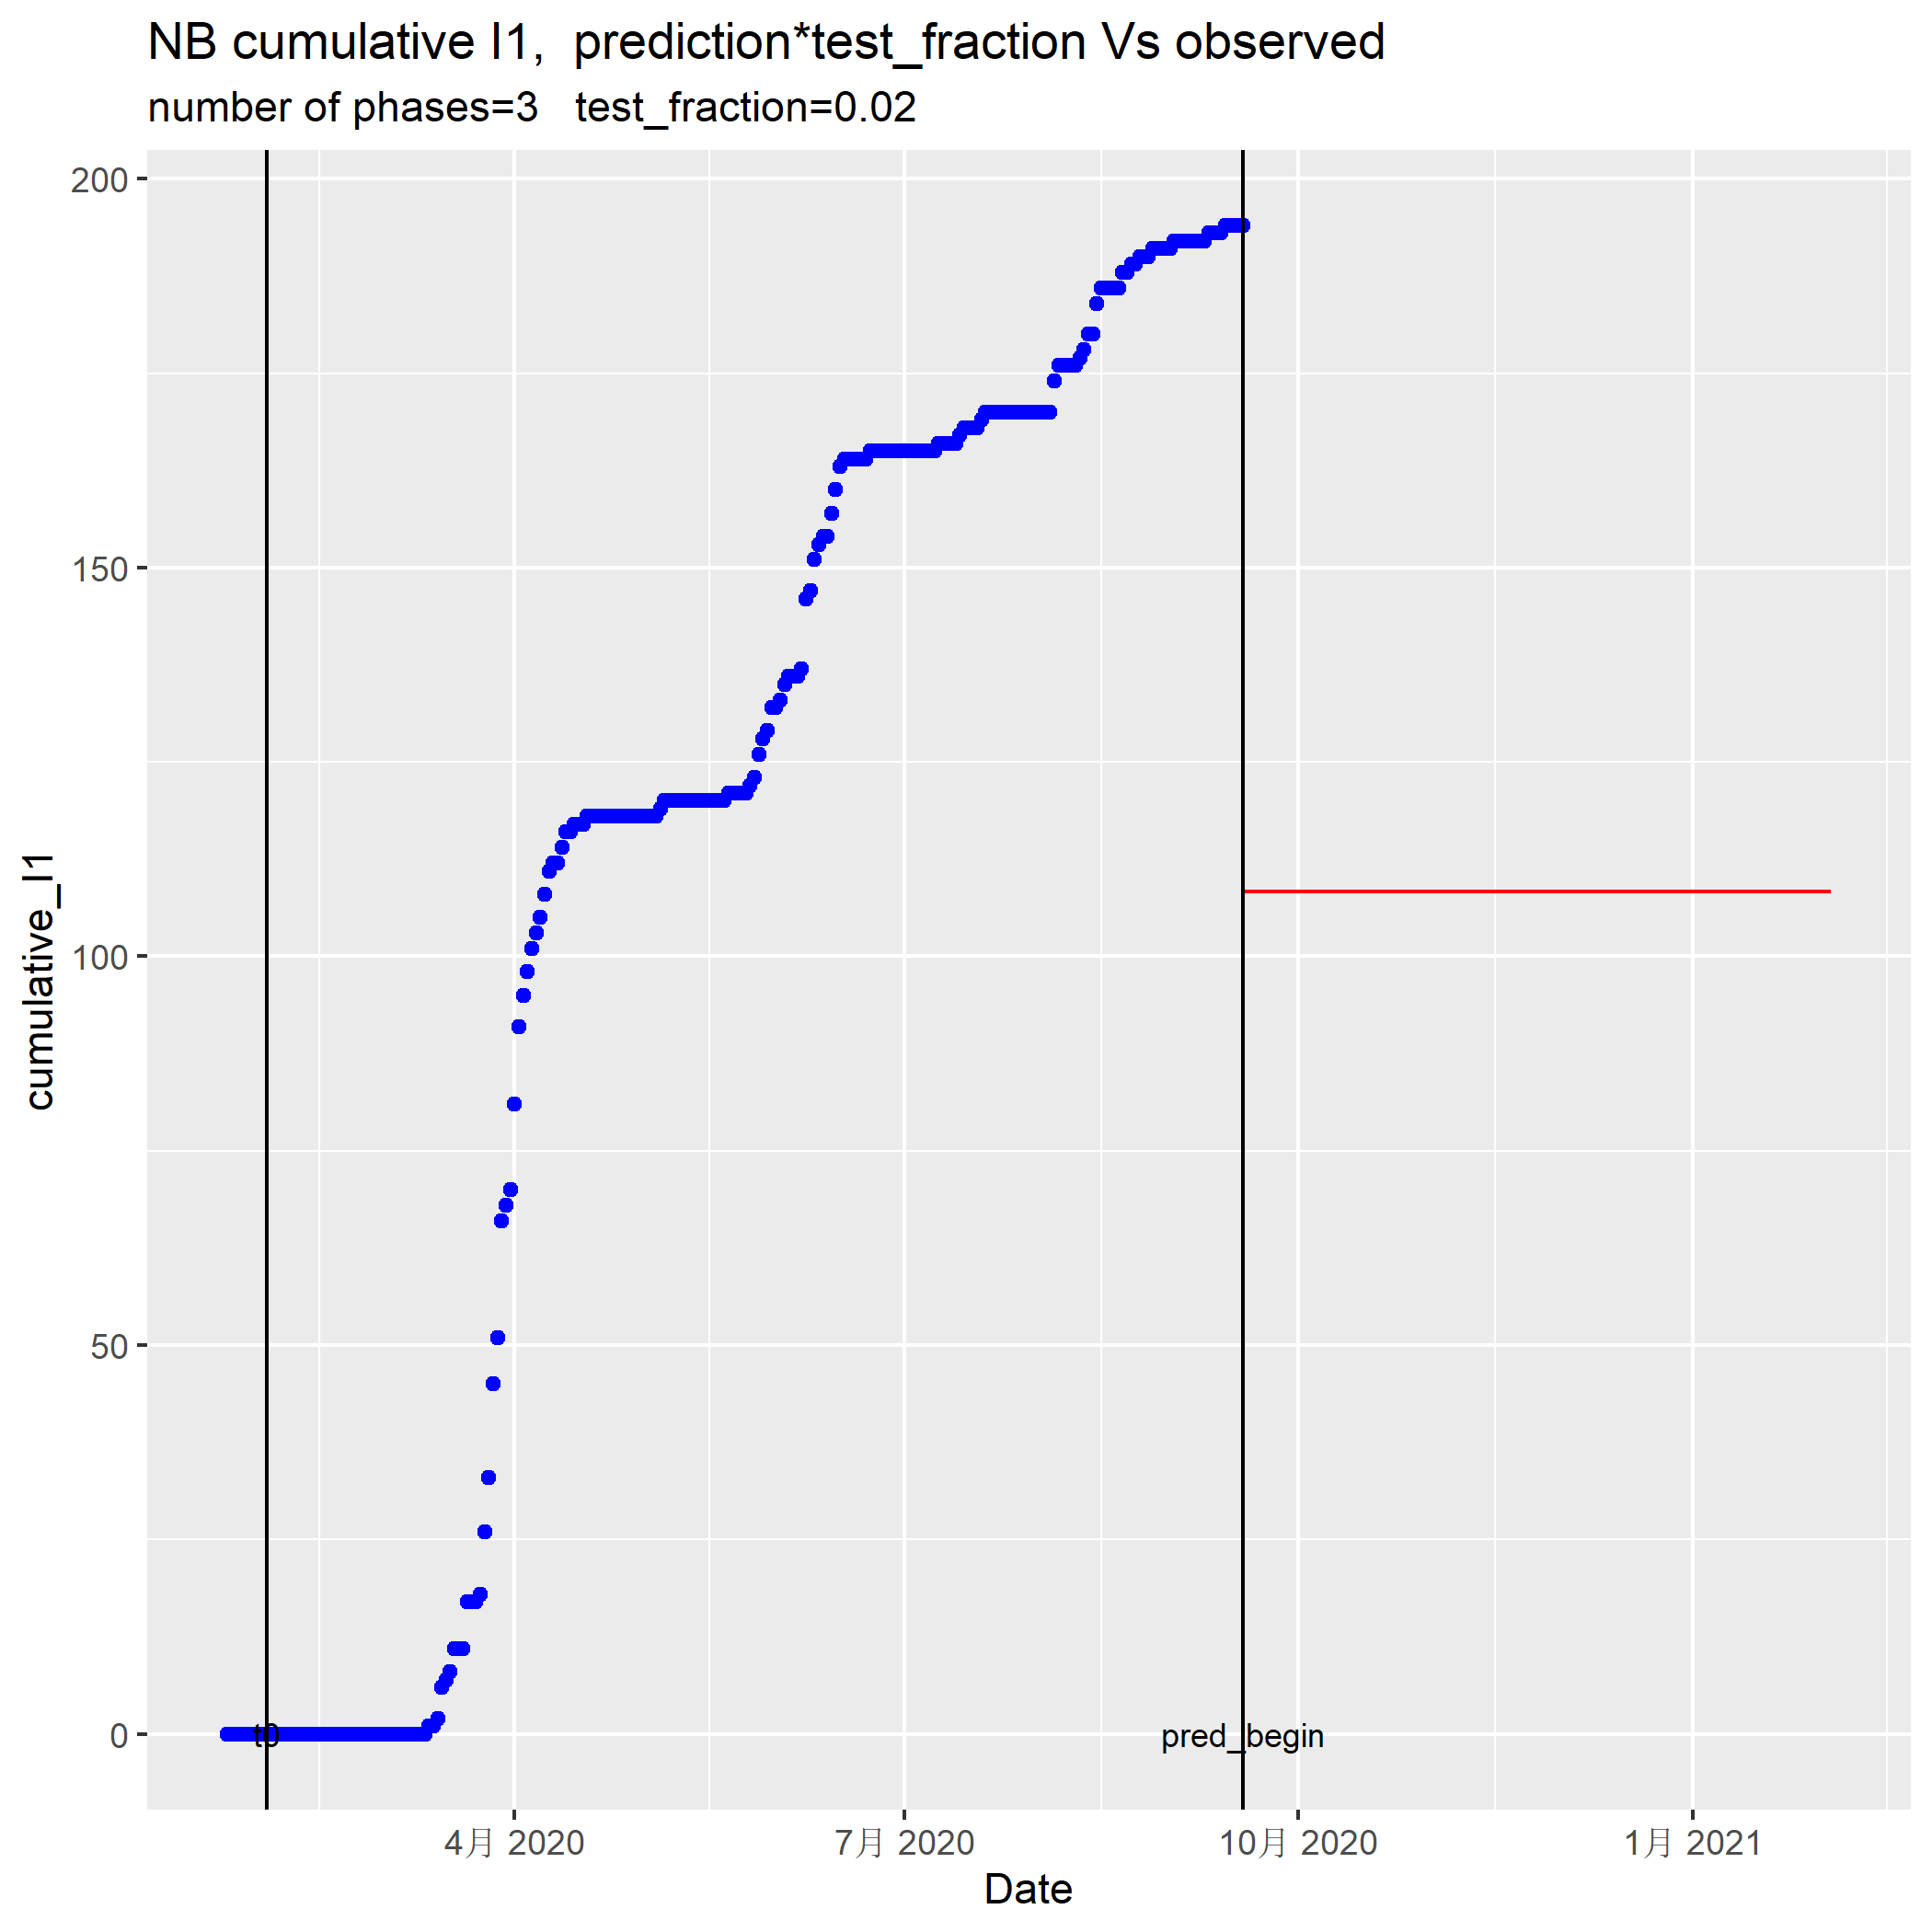 NB cumulative I1,  prediction*test_fraction Vs observed
number of phases=3   test_fraction=0.02
cumulative_I1
200
150
100
50
0
t0
pred_begin
4月 2020
7月 2020
10月 2020
1月 2021
Date